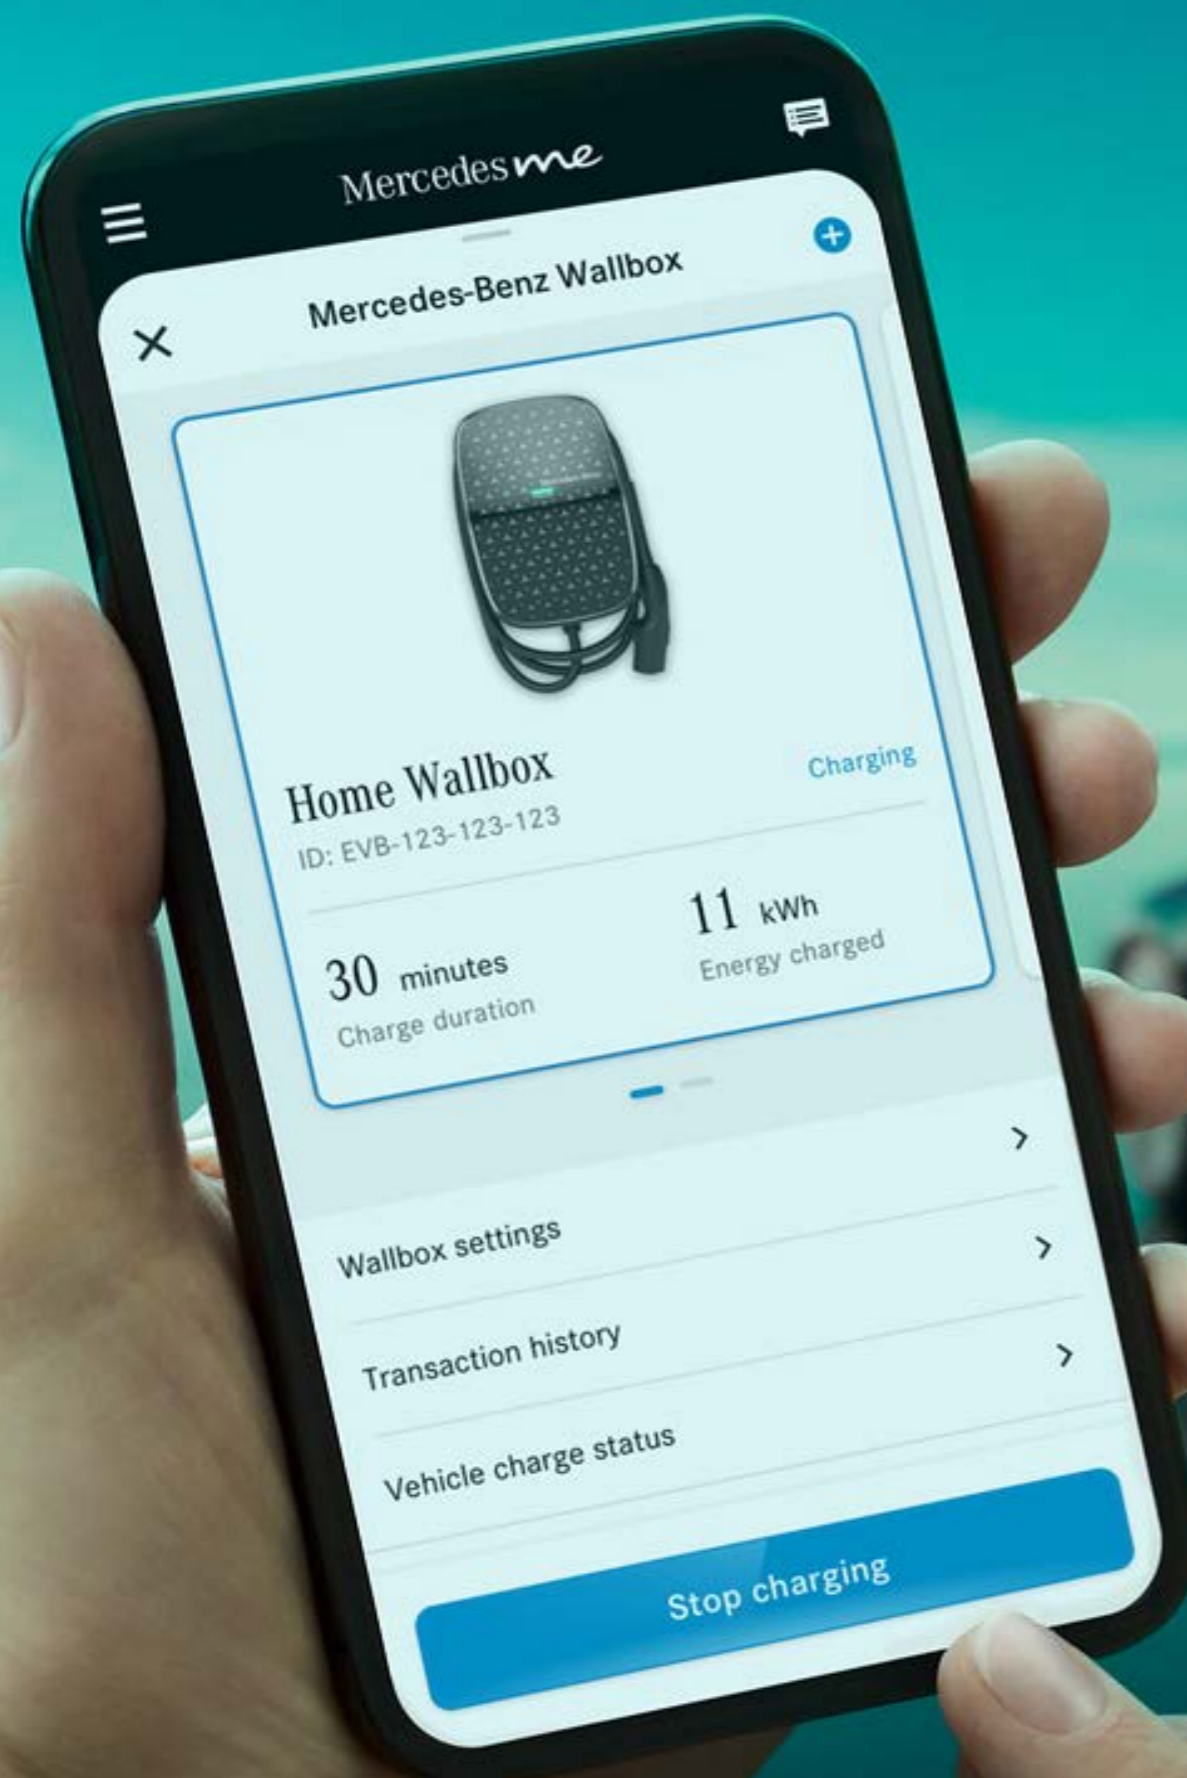 Mercedes me
Mercedes-Benz Wallbox
Home Wallbox
Charging
ID: EVB-123-123-123
30 minutes
Charge duration
11 kWh
Energy charged
Wallbox settings
Transaction history
Vehicle charge status
Stop charging